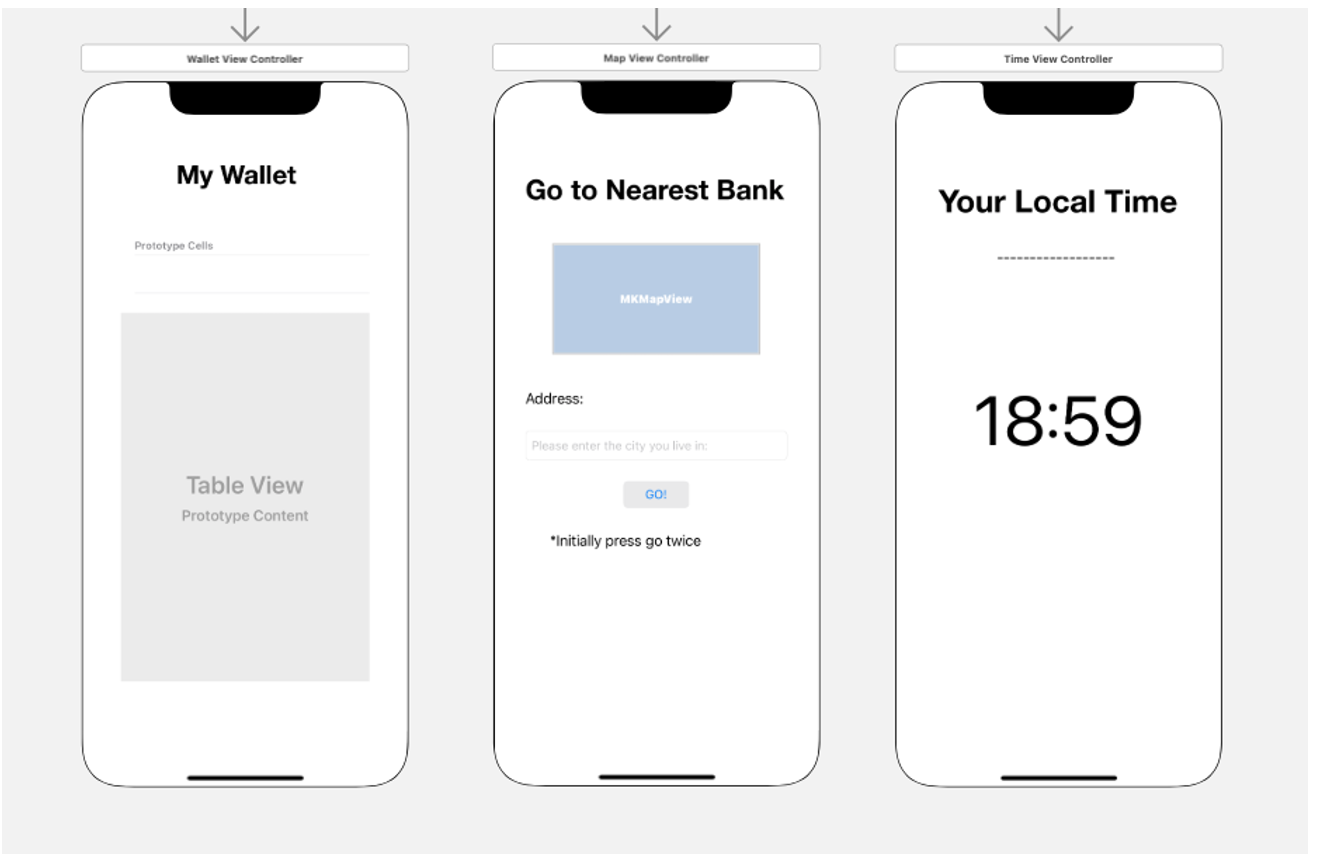 Wallet View Controller
My Wallet
Prototype Cells
Table View
Prototype Content
Map View Controller
Go to Nearest Bank
MKMapView
Address:
Please enter the city you live in:
GO!
*Initially press go twice
Time View Controller
Your Local Time
------------------
18:59